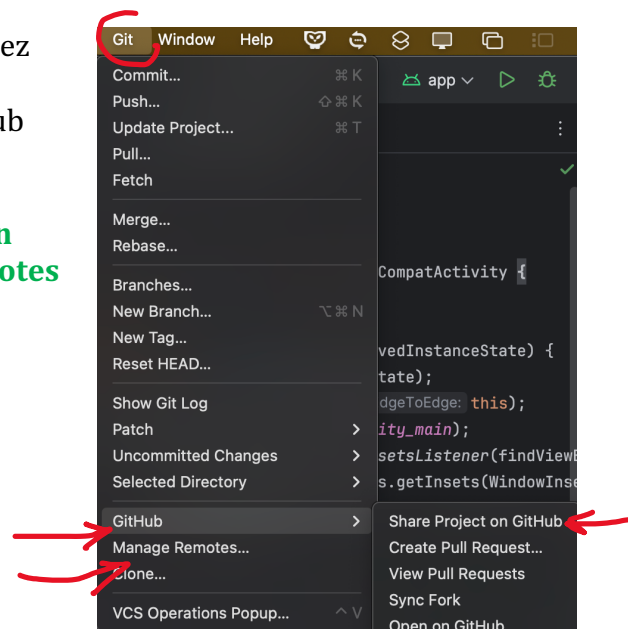 ez
ub
n
otes
Git Window Help
Commit... ⌘ K
Push... ⇧ ⌘ K
Update Project... ⌘ T
Pull...
Fetch
Merge...
Rebase...
Branches...
New Branch... ⌥ ⌘ N
New Tag...
Reset HEAD...
Show Git Log
Patch
Uncommitted Changes
Selected Directory
GitHub
Manage Remotes...
Clone...
VCS Operations Popup... ^ V
app
CompatActivity {
vedInstanceState) {
tate);
dgeToEdge: this);
ity_main);
setsListener(findViewB
s.getInsets(WindowInse
Share Project on GitHub
Create Pull Request...
View Pull Requests
Sync Fork
Open on GitHub